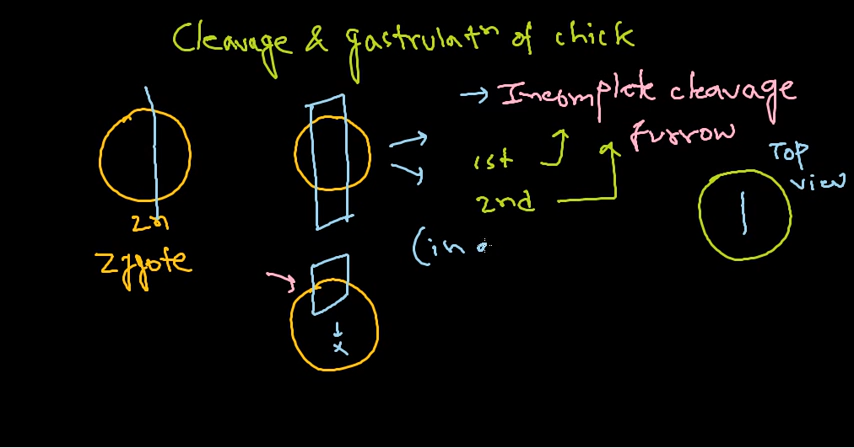 Cleavage & gastrulatn of chick
→ Incomplete cleavage
furrow
1st
2nd
Top
view
2n
Zygote
(in
x